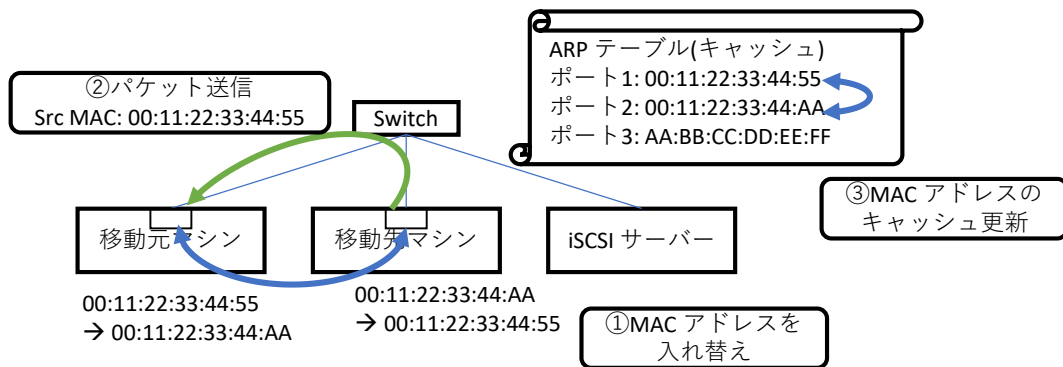 ARP テーブル(キャッシュ)
ポート1: 00:11:22:33:44:55
ポート2: 00:11:22:33:44:AA
ポート3: AA:BB:CC:DD:EE:FF
②パケット送信
Src MAC: 00:11:22:33:44:55
Switch
③MAC アドレスの
キャッシュ更新
移動元マシン
移動先マシン
iSCSI サーバー
00:11:22:33:44:55
→ 00:11:22:33:44:AA
00:11:22:33:44:AA
→ 00:11:22:33:44:55
①MAC アドレスを
入れ替え